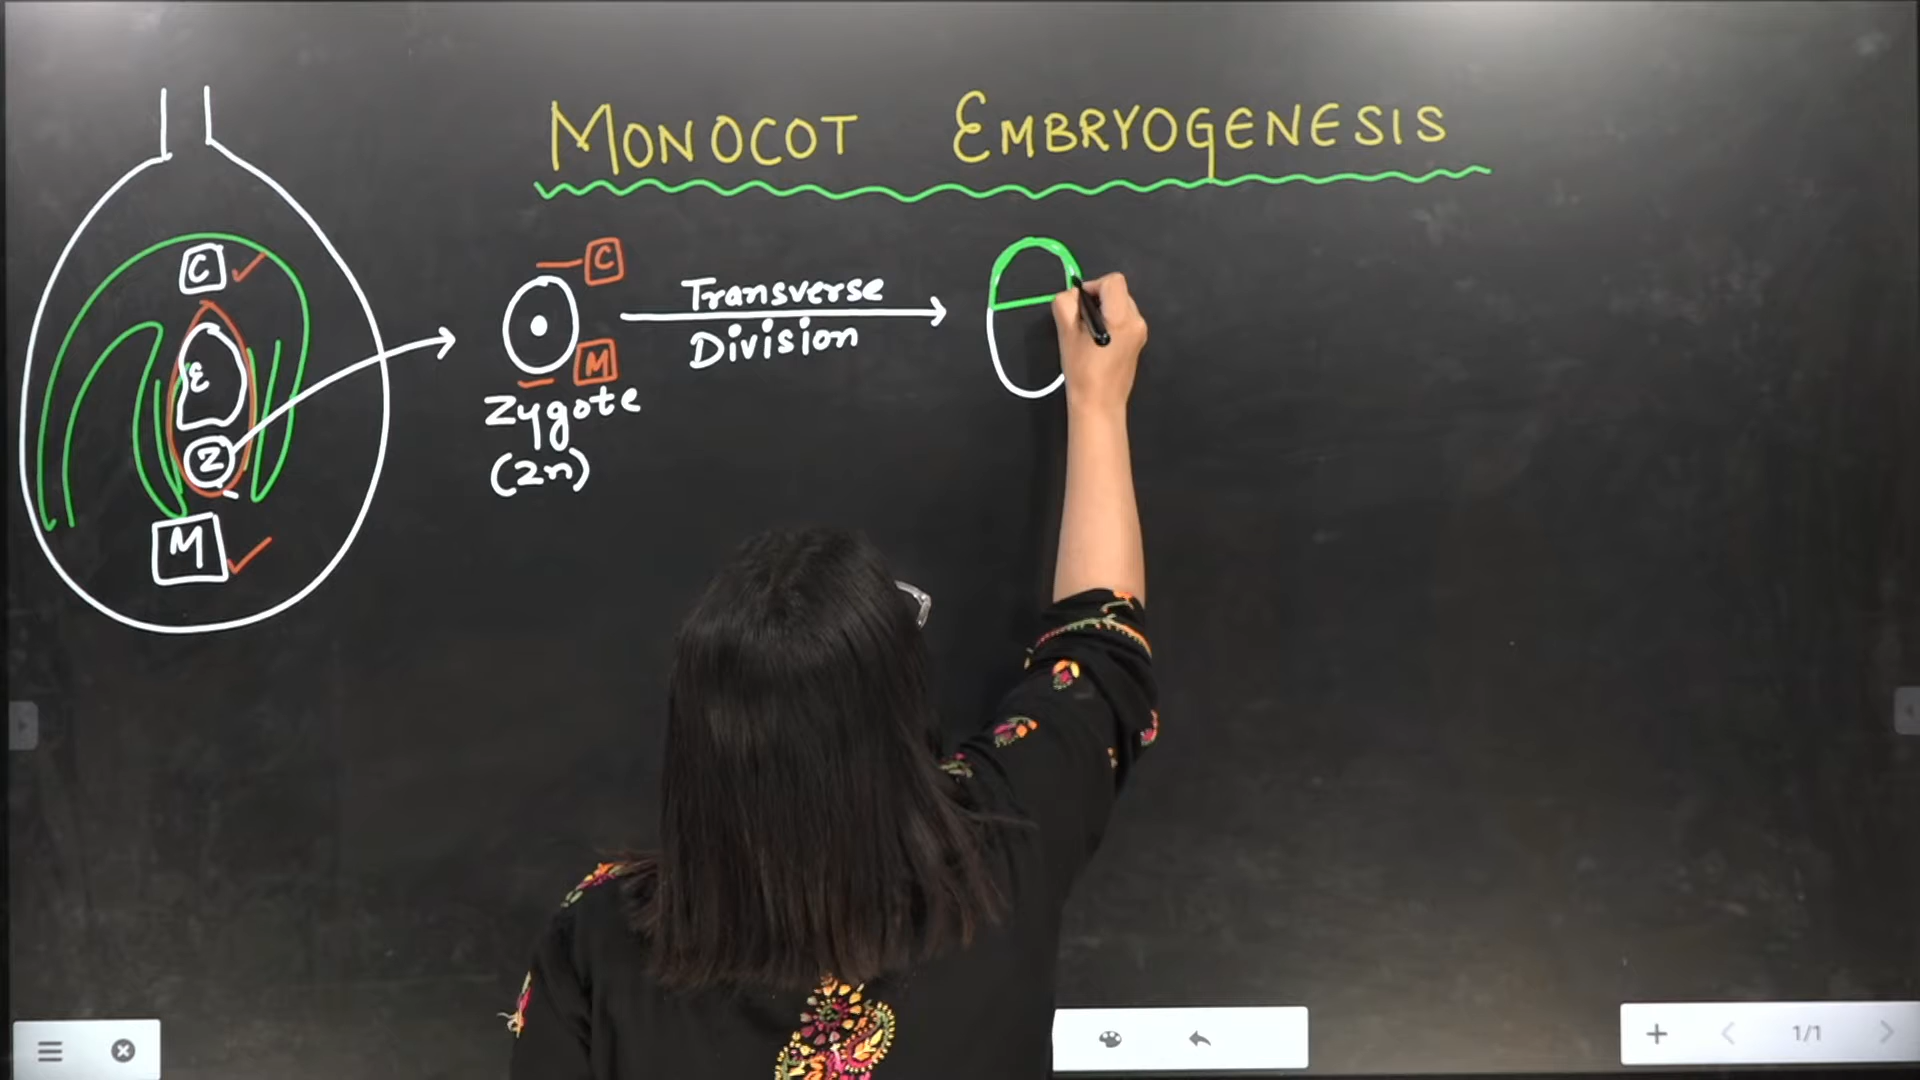 MONOCOT EMBRYOGENESIS
C
E
Z
M
C
M
Zygote
(2n)
Transverse
Division
1/1